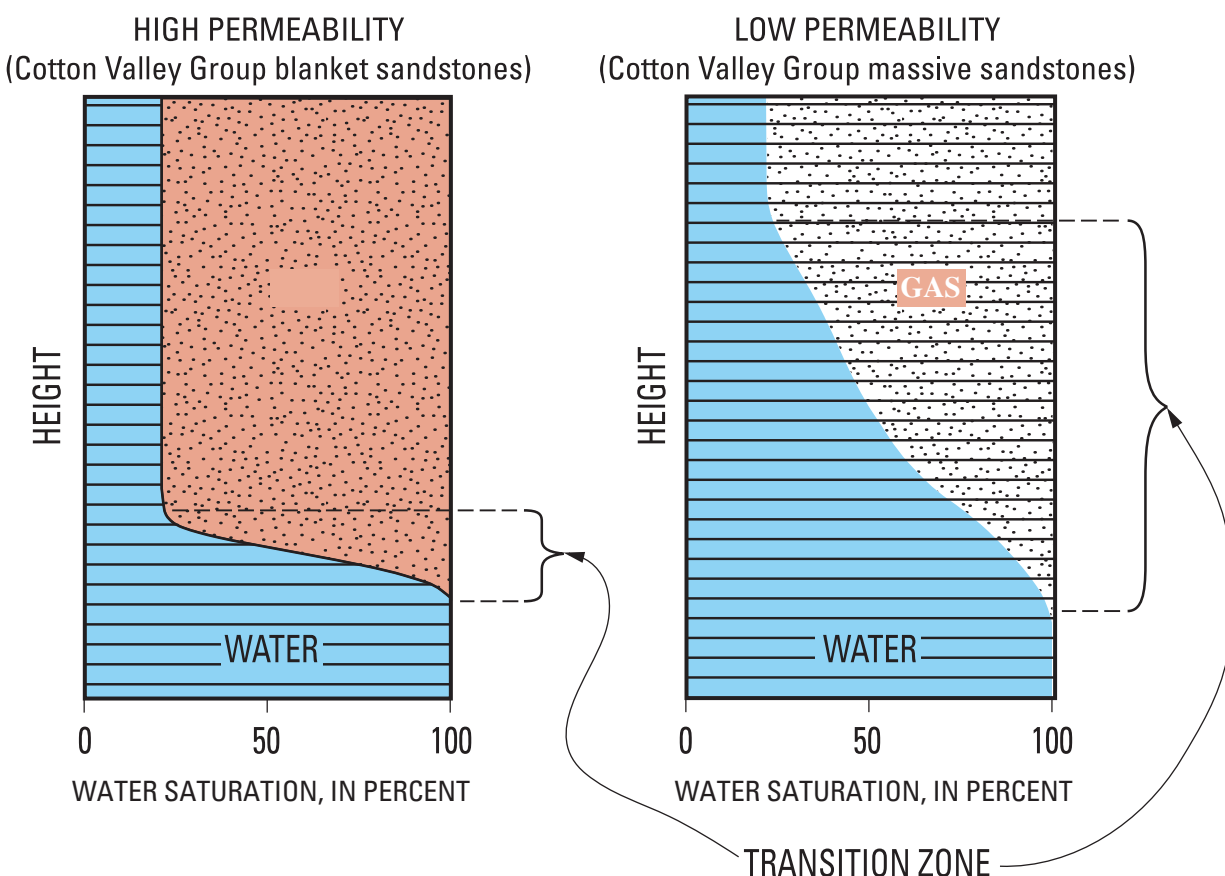 HIGH PERMEABILITY
(Cotton Valley Group blanket sandstones)
HEIGHT
WATER
0 50 100
WATER SATURATION, IN PERCENT
LOW PERMEABILITY
(Cotton Valley Group massive sandstones)
HEIGHT
GAS
WATER
0 50 100
WATER SATURATION, IN PERCENT
TRANSITION ZONE